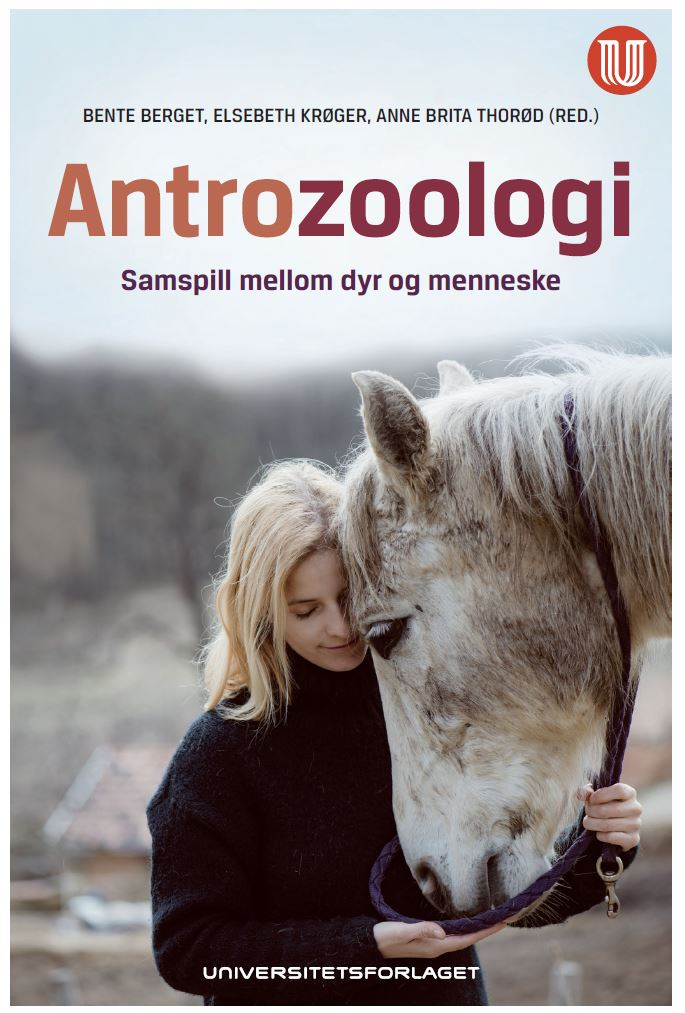 BENTE BERGET, ELSEBETH KRØGER, ANNE BRITA THORØD (RED.)
Antrozoologi
Samspill mellom dyr og menneske
UNIVERSITETSFORLAGET